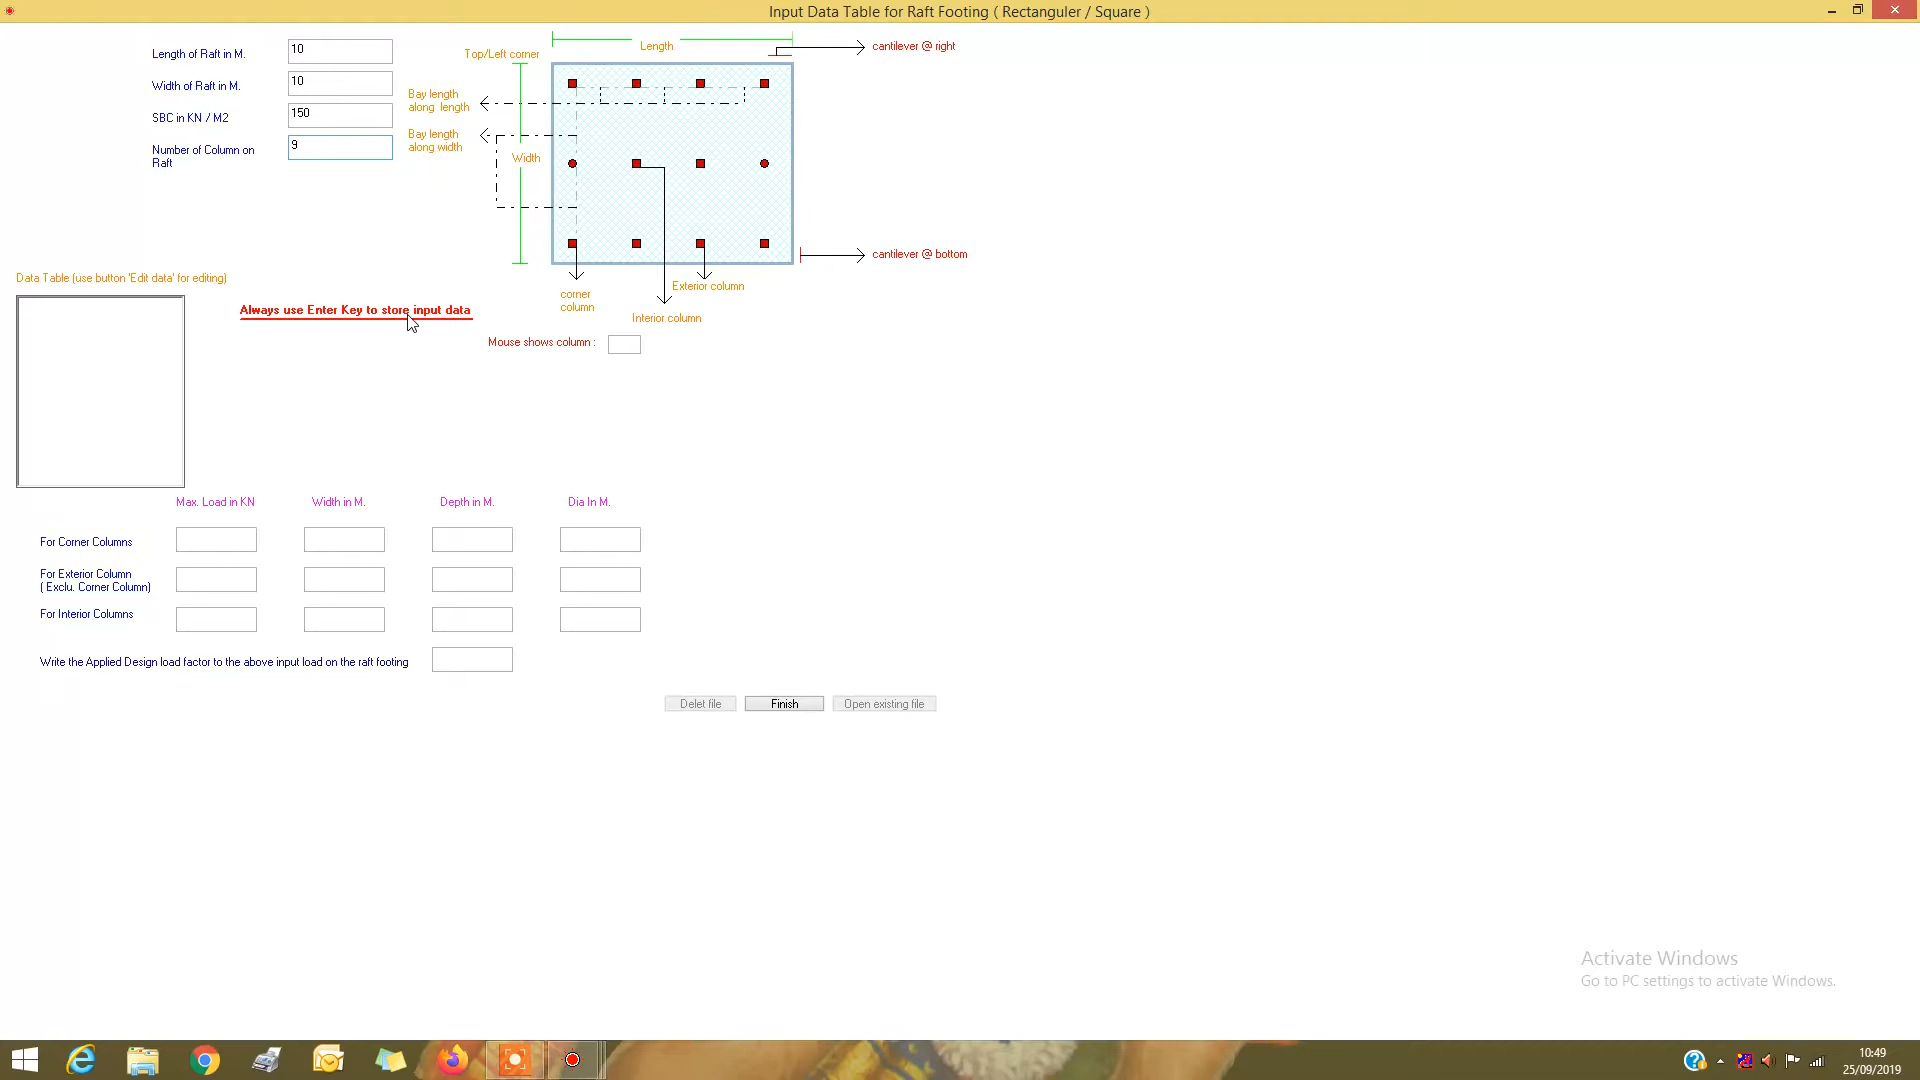 Input Data Table for Raft Footing ( Rectanguler / Square )
Length of Raft in M.
10
Width of Raft in M.
10
SBC in KN / M2
150
Number of Column on
Raft
9
Top/Left corner
Length
cantilever @ right
Bay length
along length
Bay length
along width
Width
cantilever @ bottom
corner
column
Exterior column
Interior column
Data Table (use button 'Edit data' for editing)
Always use Enter Key to store input data
Mouse shows column :
Max. Load in KN
Width in M.
Depth in M.
Dia In M.
For Corner Columns
For Exterior Column
( Exclu. Corner Column)
For Interior Columns
Write the Applied Design load factor to the above input load on the raft footing
Delet file
Finish
Open existing file
Activate Windows
Go to PC settings to activate Windows.
10:49
25/09/2019